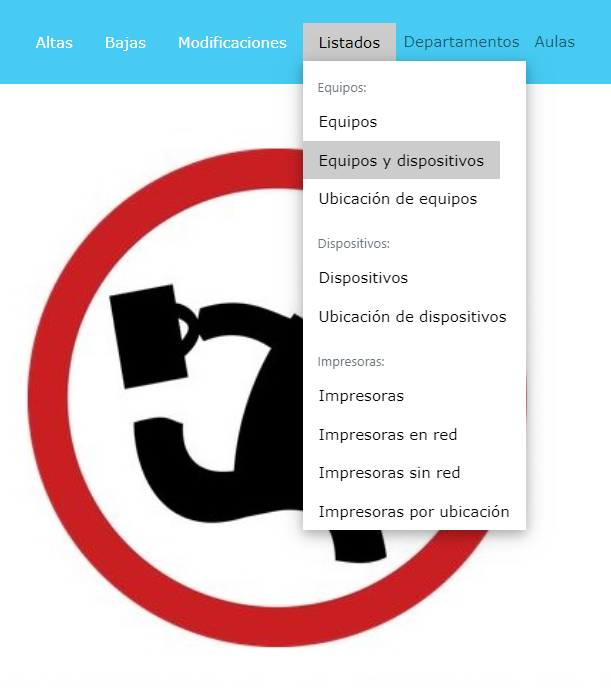 Altas Bajas Modificaciones Listados Departamentos Aulas
Equipos:
Equipos
Equipos y dispositivos
Ubicación de equipos
Dispositivos:
Dispositivos
Ubicación de dispositivos
Impresoras:
Impresoras
Impresoras en red
Impresoras sin red
Impresoras por ubicación